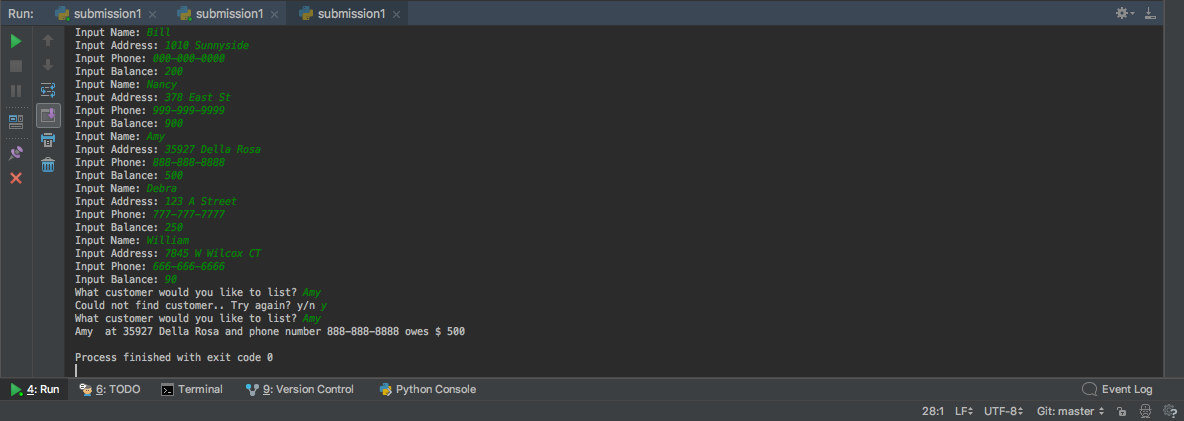 Run: submission1 submission1 submission1
Input Name: Bill
Input Address: 1010 Sunnyside
Input Phone: 000-000-0000
Input Balance: 200
Input Name: Nancy
Input Address: 378 East St
Input Phone: 999-999-9999
Input Balance: 900
Input Name: Amy
Input Address: 35927 Della Rosa
Input Phone: 888-888-8888
Input Balance: 500
Input Name: Debra
Input Address: 123 A Street
Input Phone: 777-777-7777
Input Balance: 250
Input Name: William
Input Address: 7845 W Wilcox CT
Input Phone: 666-666-6666
Input Balance: 90
What customer would you like to list? Amy
Could not find customer.. Try again? y/n y
What customer would you like to list? Amy
Amy  at 35927 Della Rosa and phone number 888-888-8888 owes $ 500
Process finished with exit code 0
4: Run 6: TODO Terminal 9: Version Control Python Console Event Log
28:1 LF UTF-8 Git: master